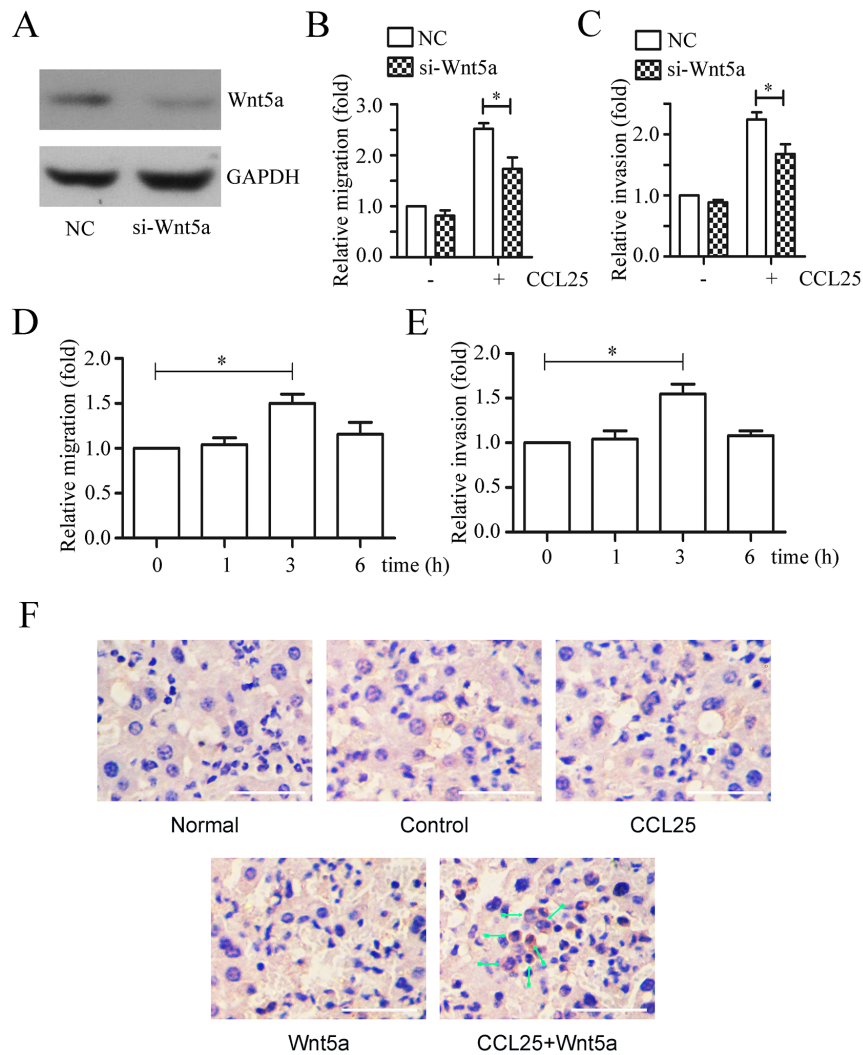 A
Wnt5a
GAPDH
NC si-Wnt5a
B
NC
si-Wnt5a
Relative migration (fold)
3.0
2.0
1.0
0.0
*
- + CCL25
C
NC
si-Wnt5a
Relative invasion (fold)
2.0
1.0
0.0
*
- + CCL25
D
Relative migration (fold)
2.0
1.5
1.0
0.5
0.0
*
0 1 3 6 time (h)
E
Relative invasion (fold)
2.0
1.5
1.0
0.5
0.0
*
0 1 3 6 time (h)
F
Normal Control CCL25
Wnt5a CCL25+Wnt5a